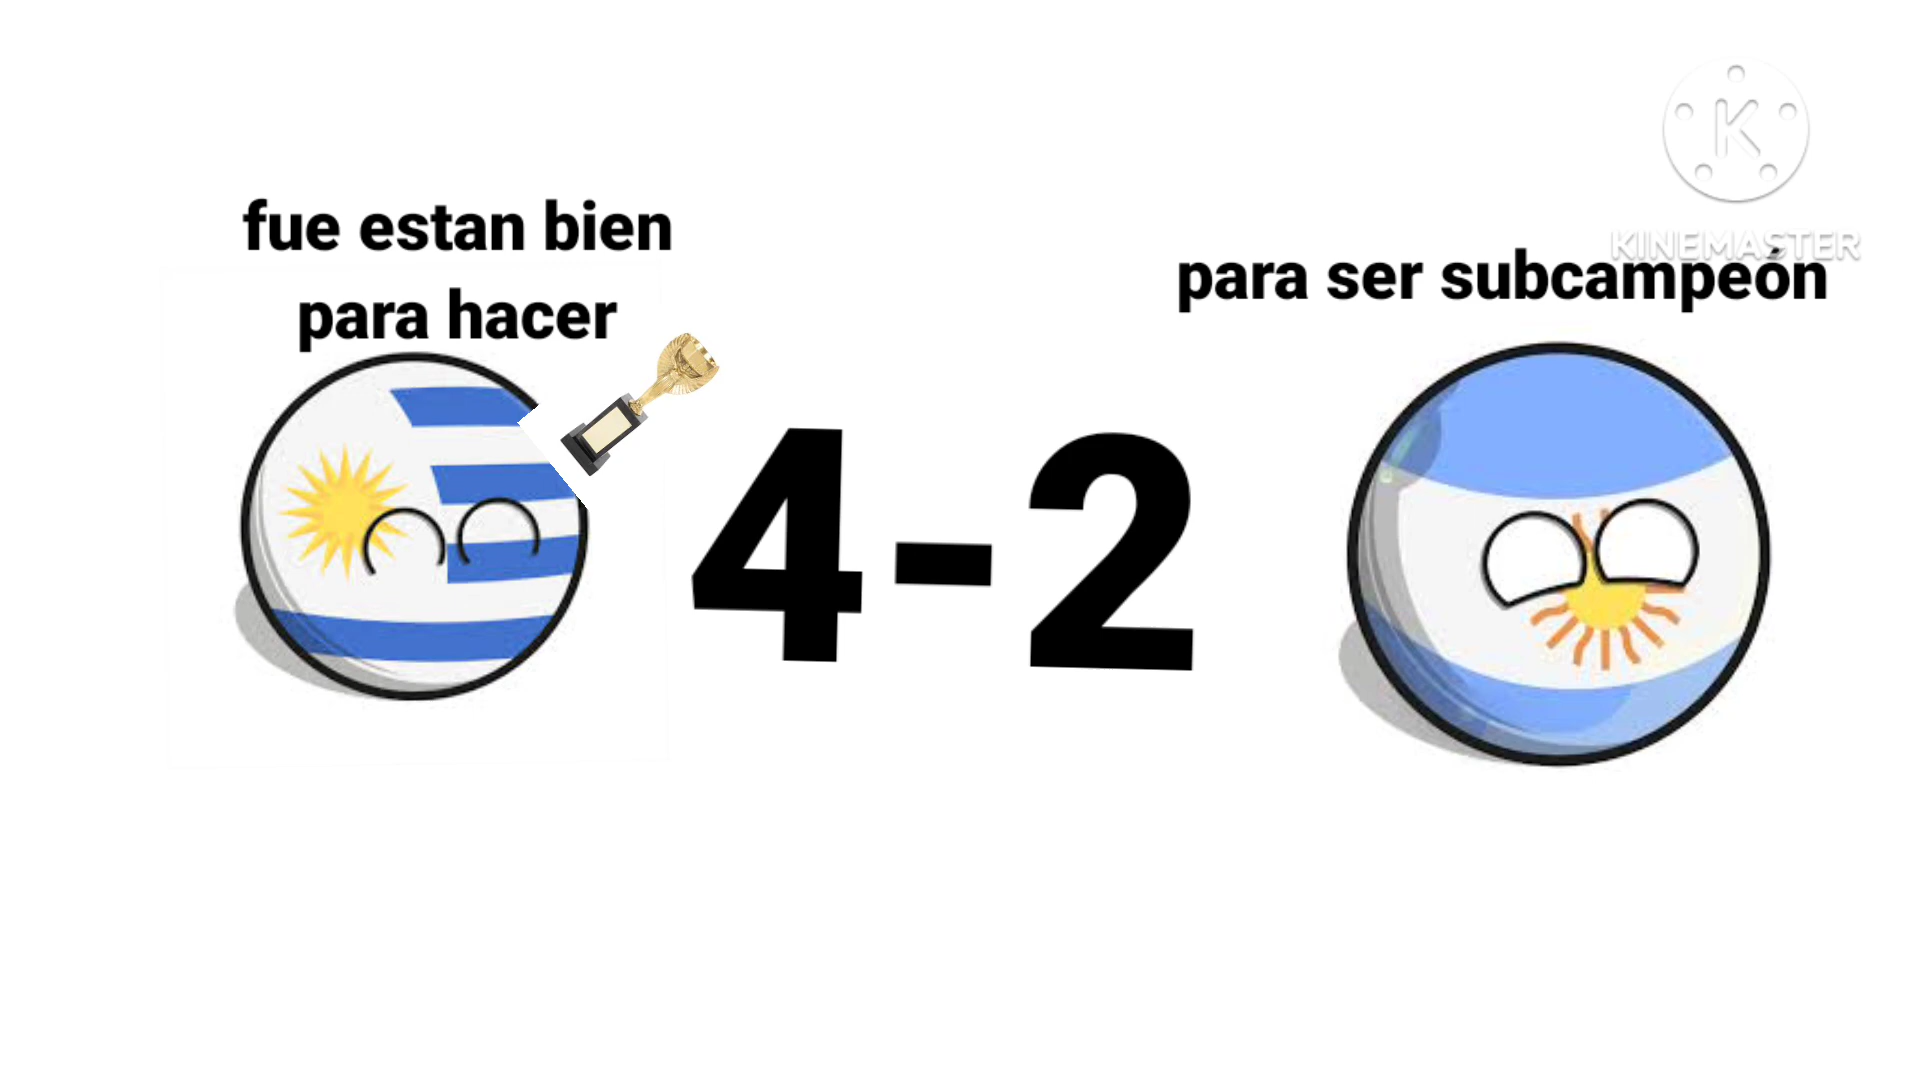 fue estan bien
para hacer
para ser subcampeón
4-2
K
KINEMASTER